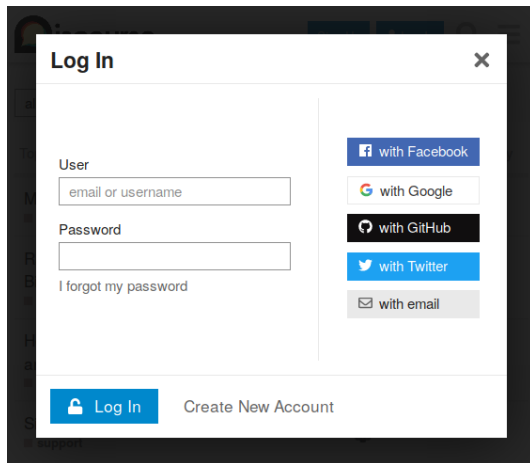 Log In
User
email or username
Password
I forgot my password
with Facebook
with Google
with GitHub
with Twitter
with email
Log In
Create New Account
support